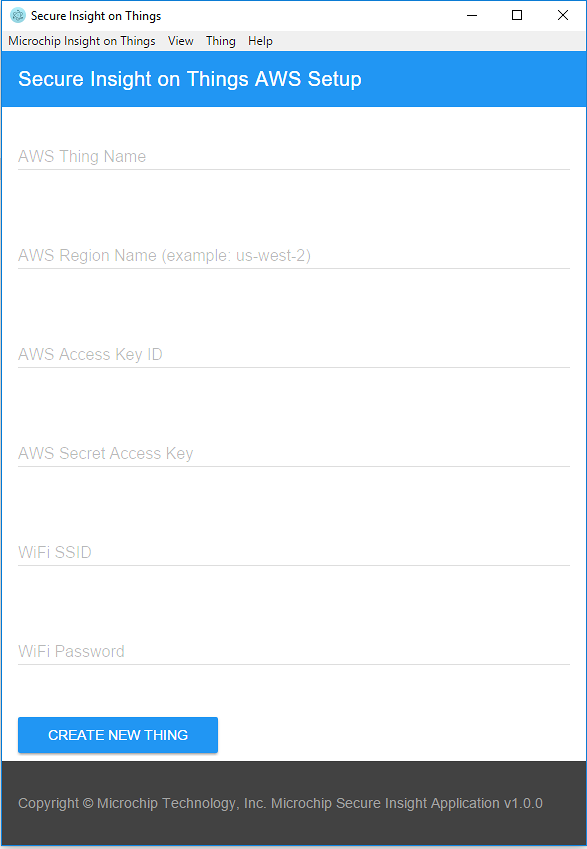 Secure Insight on Things
Microchip Insight on Things View Thing Help
Secure Insight on Things AWS Setup
AWS Thing Name
AWS Region Name (example: us-west-2)
AWS Access Key ID
AWS Secret Access Key
WiFi SSID
WiFi Password
CREATE NEW THING
Copyright © Microchip Technology, Inc. Microchip Secure Insight Application v1.0.0